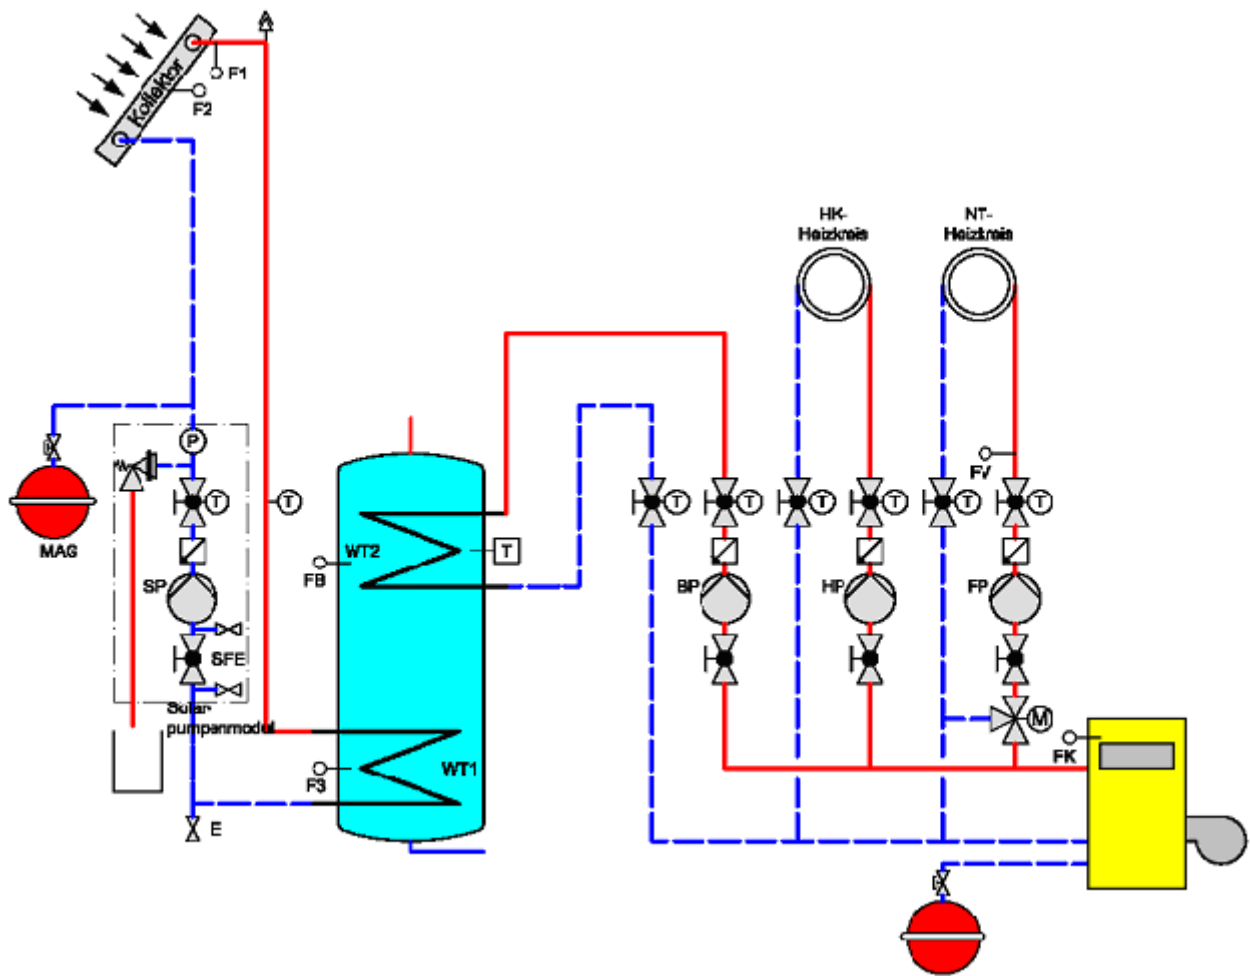 Kollektor
F1
F2
HK-
Heizkreis
NT-
Heizkreis
P
FV
T
T
T
T
T
T
T
T
MAG
WT2
T
SP
FB
BP
HP
FP
SFE
Solar-
pumpenmodul
M
FK
WT1
F3
E